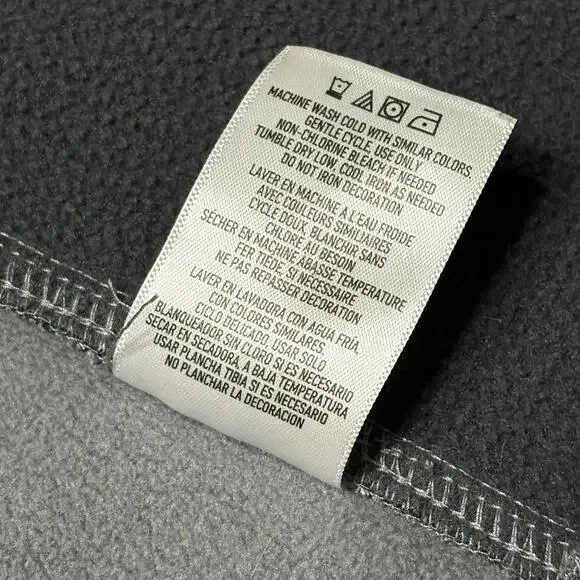 MACHINE WASH COLD WITH SIMILAR COLORS
GENTLE CYCLE, USE ONLY
NON-CHLORINE BLEACH IF NEEDED
TUMBLE DRY LOW, COOL IRON AS NEEDED
DO NOT IRON DECORATION
LAVER EN MACHINE A L'EAU FROIDE
AVEC COULEURS SIMILAIRES
CYCLE DOUX, BLANCHIR SANS
CHLORE AU BESOIN
SECHER EN MACHINE ABASSE TEMPERATURE
FER TIEDE, SI NECESSAIRE
NE PAS REPASSER DECORATION
LAVER EN LAVADORA CON AGUA FRIA,
CON COLORES SIMILARES,
CICLO DELICADO, USAR SOLO
BLANQUEADOR SIN CLORO SI ES NECESARIO
SECAR EN SECADORA, A BAJA TEMPERATURA
USAR PLANCHA TIBIA SI ES NECESARIO
NO PLANCHAR LA DECORACION